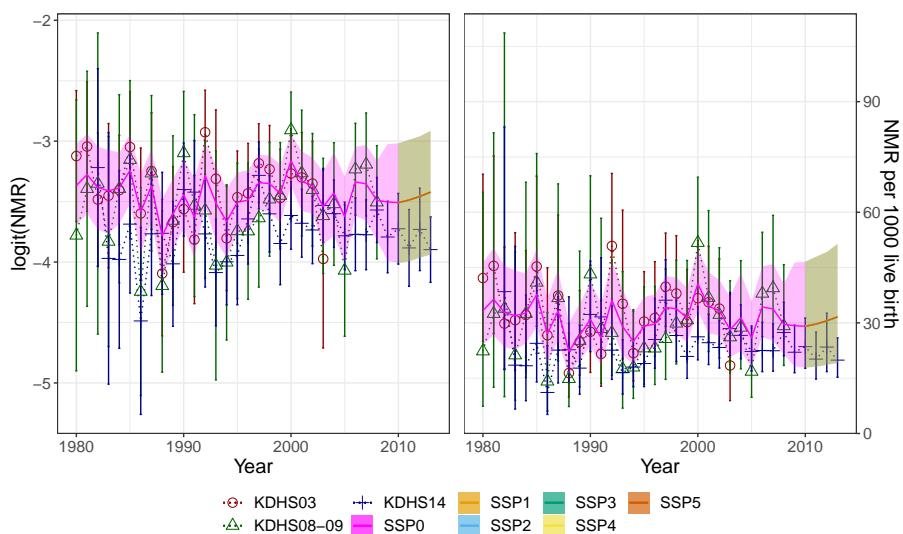 −2
−3
−4
−5
logit(NMR)
1980 1990 2000 2010
Year
1980 1990 2000 2010
Year
90
60
30
0
NMR per 1000 live birth
KDHS03 KDHS14 SSP1 SSP3 SSP5
KDHS08−09 SSP0 SSP2 SSP4